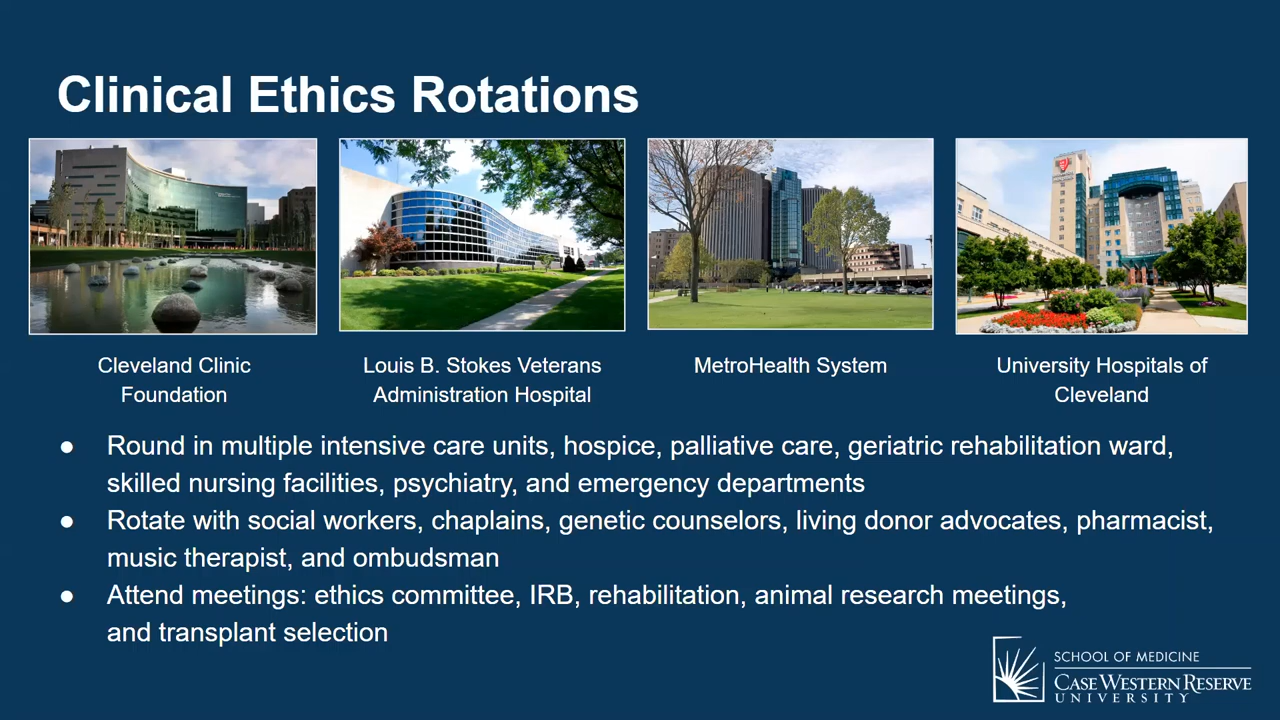 Clinical Ethics Rotations
Cleveland Clinic
Foundation
Louis B. Stokes Veterans
Administration Hospital
MetroHealth System
University Hospitals of
Cleveland
● Round in multiple intensive care units, hospice, palliative care, geriatric rehabilitation ward,
skilled nursing facilities, psychiatry, and emergency departments
● Rotate with social workers, chaplains, genetic counselors, living donor advocates, pharmacist,
music therapist, and ombudsman
● Attend meetings: ethics committee, IRB, rehabilitation, animal research meetings,
and transplant selection
SCHOOL OF MEDICINE
CASE WESTERN RESERVE
UNIVERSITY